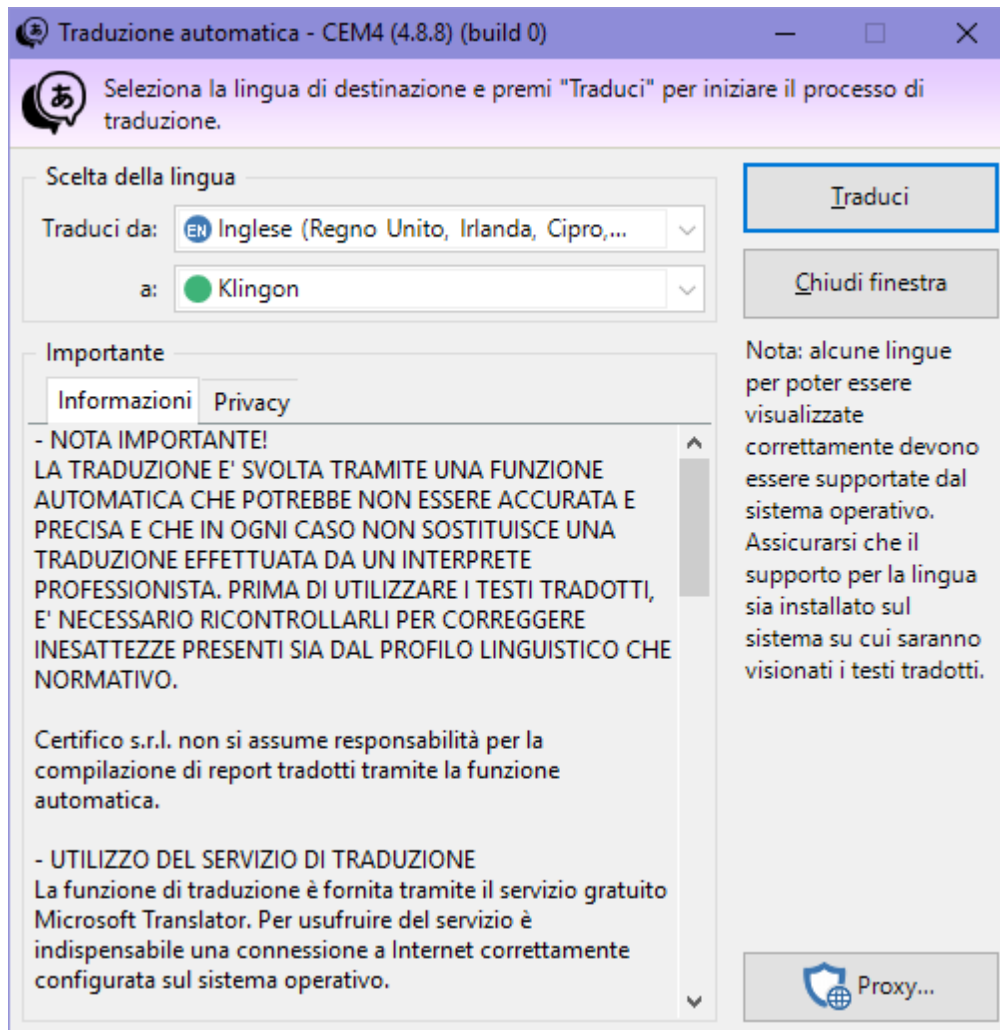 Traduzione automatica - CEM4 (4.8.8) (build 0)
あ
Seleziona la lingua di destinazione e premi "Traduci" per iniziare il processo di
traduzione.
Scelta della lingua
Traduci da:
EN Inglese (Regno Unito, Irlanda, Cipro,...
a:
Klingon
Traduci
Chiudi finestra
Importante
Informazioni
Privacy
- NOTA IMPORTANTE!
LA TRADUZIONE E' SVOLTA TRAMITE UNA FUNZIONE
AUTOMATICA CHE POTREBBE NON ESSERE ACCURATA E
PRECISA E CHE IN OGNI CASO NON SOSTITUISCE UNA
TRADUZIONE EFFETTUATA DA UN INTERPRETE
PROFESSIONISTA. PRIMA DI UTILIZZARE I TESTI TRADOTTI,
E' NECESSARIO RICONTROLLARLI PER CORREGGERE
INESATTEZZE PRESENTI SIA DAL PROFILO LINGUISTICO CHE
NORMATIVO.
Certifico s.r.l. non si assume responsabilità per la
compilazione di report tradotti tramite la funzione
automatica.
- UTILIZZO DEL SERVIZIO DI TRADUZIONE
La funzione di traduzione è fornita tramite il servizio gratuito
Microsoft Translator. Per usufruire del servizio è
indispensabile una connessione a Internet correttamente
configurata sul sistema operativo.
Nota: alcune lingue
per poter essere
visualizzate
correttamente devono
essere supportate dal
sistema operativo.
Assicurarsi che il
supporto per la lingua
sia installato sul
sistema su cui saranno
visionati i testi tradotti.
Proxy...